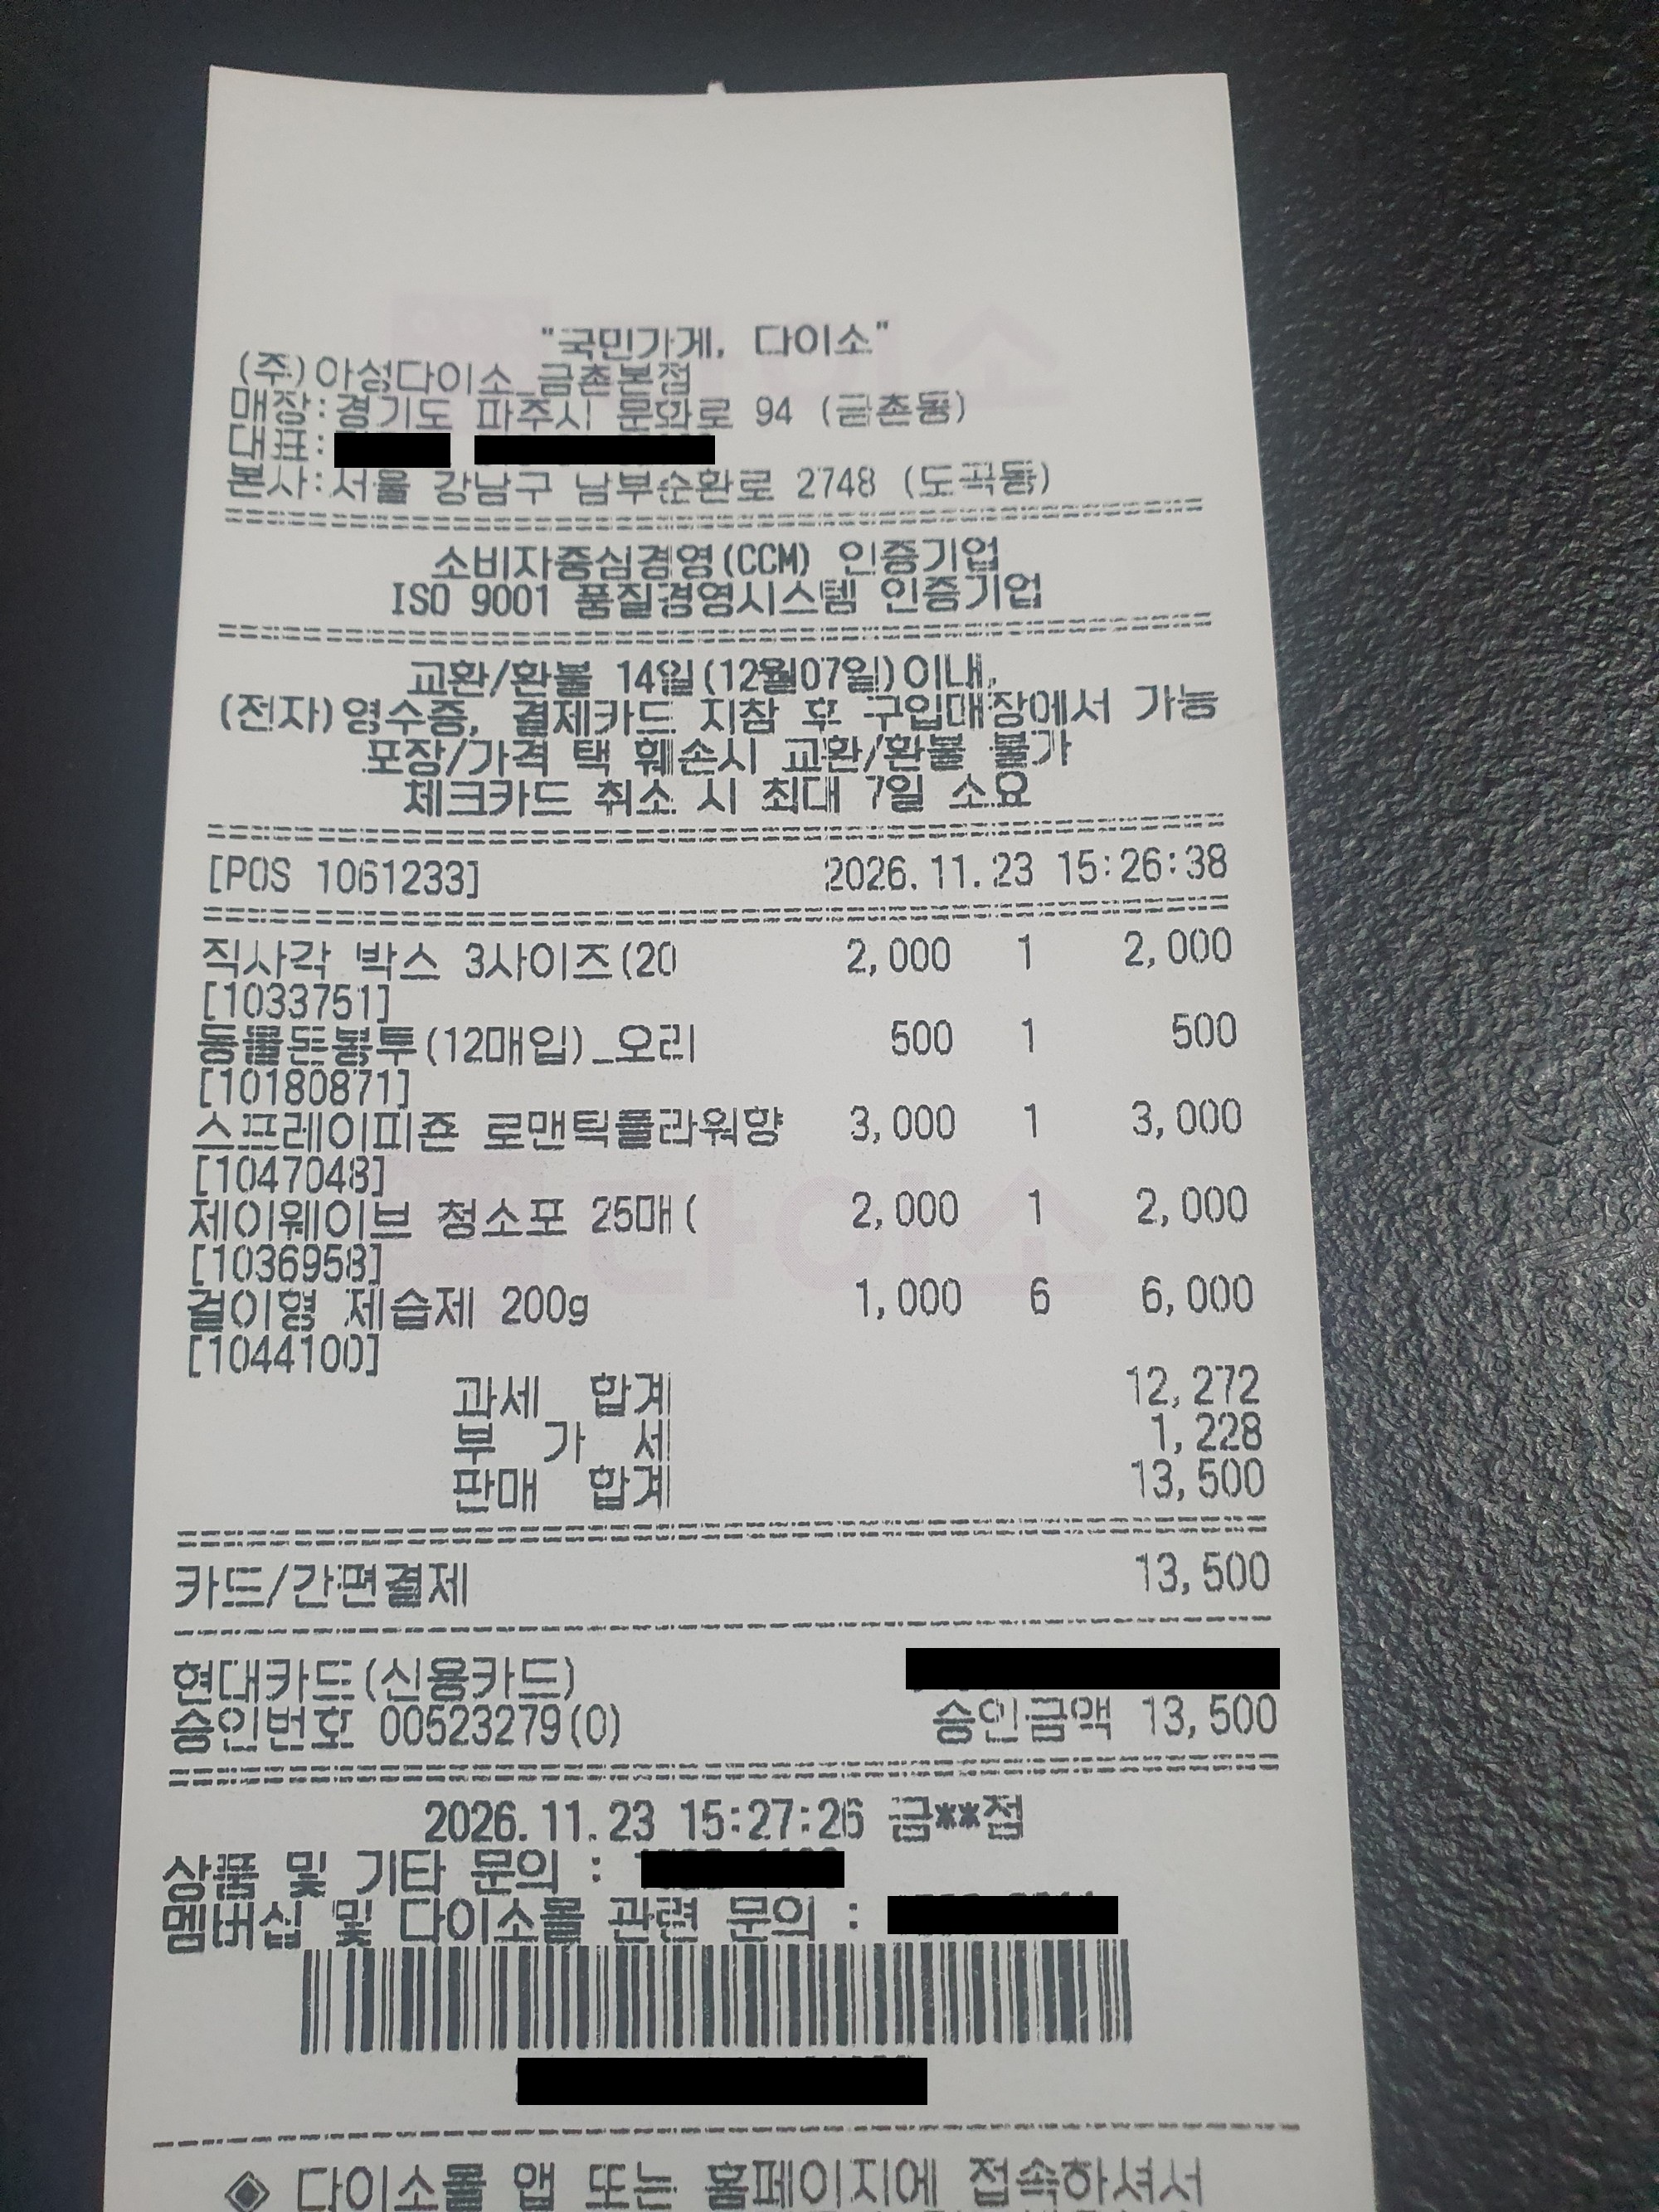 "국민가게, 다이소"
(주)아성다이소_금촌본점
매장:경기도 파주시 문화로 94 (금촌동)
대표:
본사:서울 강남구 남부순환로 2748 (도곡동)
소비자중심경영(CCM) 인증기업
ISO 9001 품질경영시스템 인증기업
교환/환불 14일(12월07일)이내,
(전자)영수증, 결제카드 지참 후 구입매장에서 가능
포장/가격 택 훼손시 교환/환불 불가
체크카드 취소 시 최대 7일 소요
[POS 1061233] 2026.11.23 15:26:38
직사각 박스 3사이즈(20 2,000 1 2,000
[1033751]
동물돈봉투(12매입)_오리 500 1 500
[10180871]
스프레이피죤 로맨틱플라워향 3,000 1 3,000
[1047048]
제이웨이브 청소포 25매( 2,000 1 2,000
[1036958]
걸이형 제습제 200g 1,000 6 6,000
[1044100]
과세 합계 12,272
부 가 세 1,228
판매 합계 13,500
카드/간편결제 13,500
현대카드(신용카드)
승인번호 00523279(0) 승인금액 13,500
2026.11.23 15:27:26 금**점
상품 및 기타 문의 :
멤버십 및 다이소몰 관련 문의 :
◈ 다이소몰 앱 또는 홈페이지에 접속하셔서